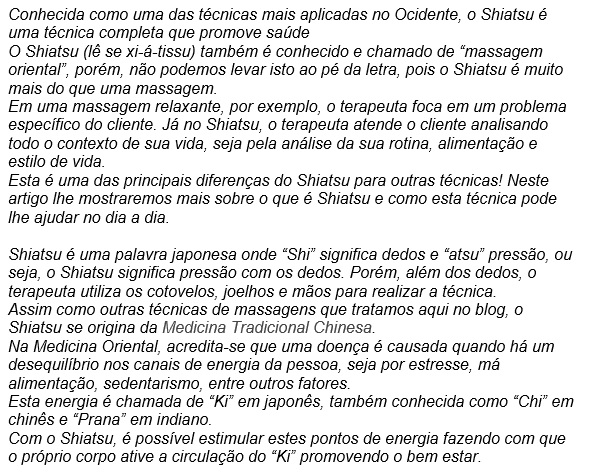 Conhecida como uma das técnicas mais aplicadas no Ocidente, o Shiatsu é
uma técnica completa que promove saúde
O Shiatsu (lê se xi-á-tissu) também é conhecido e chamado de “massagem
oriental”, porém, não podemos levar isto ao pé da letra, pois o Shiatsu é muito
mais do que uma massagem.
Em uma massagem relaxante, por exemplo, o terapeuta foca em um problema
específico do cliente. Já no Shiatsu, o terapeuta atende o cliente analisando
todo o contexto de sua vida, seja pela análise da sua rotina, alimentação e
estilo de vida.
Esta é uma das principais diferenças do Shiatsu para outras técnicas! Neste
artigo lhe mostraremos mais sobre o que é Shiatsu e como esta técnica pode
lhe ajudar no dia a dia.
Shiatsu é uma palavra japonesa onde “Shi” significa dedos e “atsu” pressão, ou
seja, o Shiatsu significa pressão com os dedos. Porém, além dos dedos, o
terapeuta utiliza os cotovelos, joelhos e mãos para realizar a técnica.
Assim como outras técnicas de massagens que tratamos aqui no blog, o
Shiatsu se origina da Medicina Tradicional Chinesa.
Na Medicina Oriental, acredita-se que uma doença é causada quando há um
desequilíbrio nos canais de energia da pessoa, seja por estresse, má
alimentação, sedentarismo, entre outros fatores.
Esta energia é chamada de “Ki” em japonês, também conhecida como “Chi” em
chinês e “Prana” em indiano.
Com o Shiatsu, é possível estimular estes pontos de energia fazendo com que
o próprio corpo ative a circulação do “Ki” promovendo o bem estar.